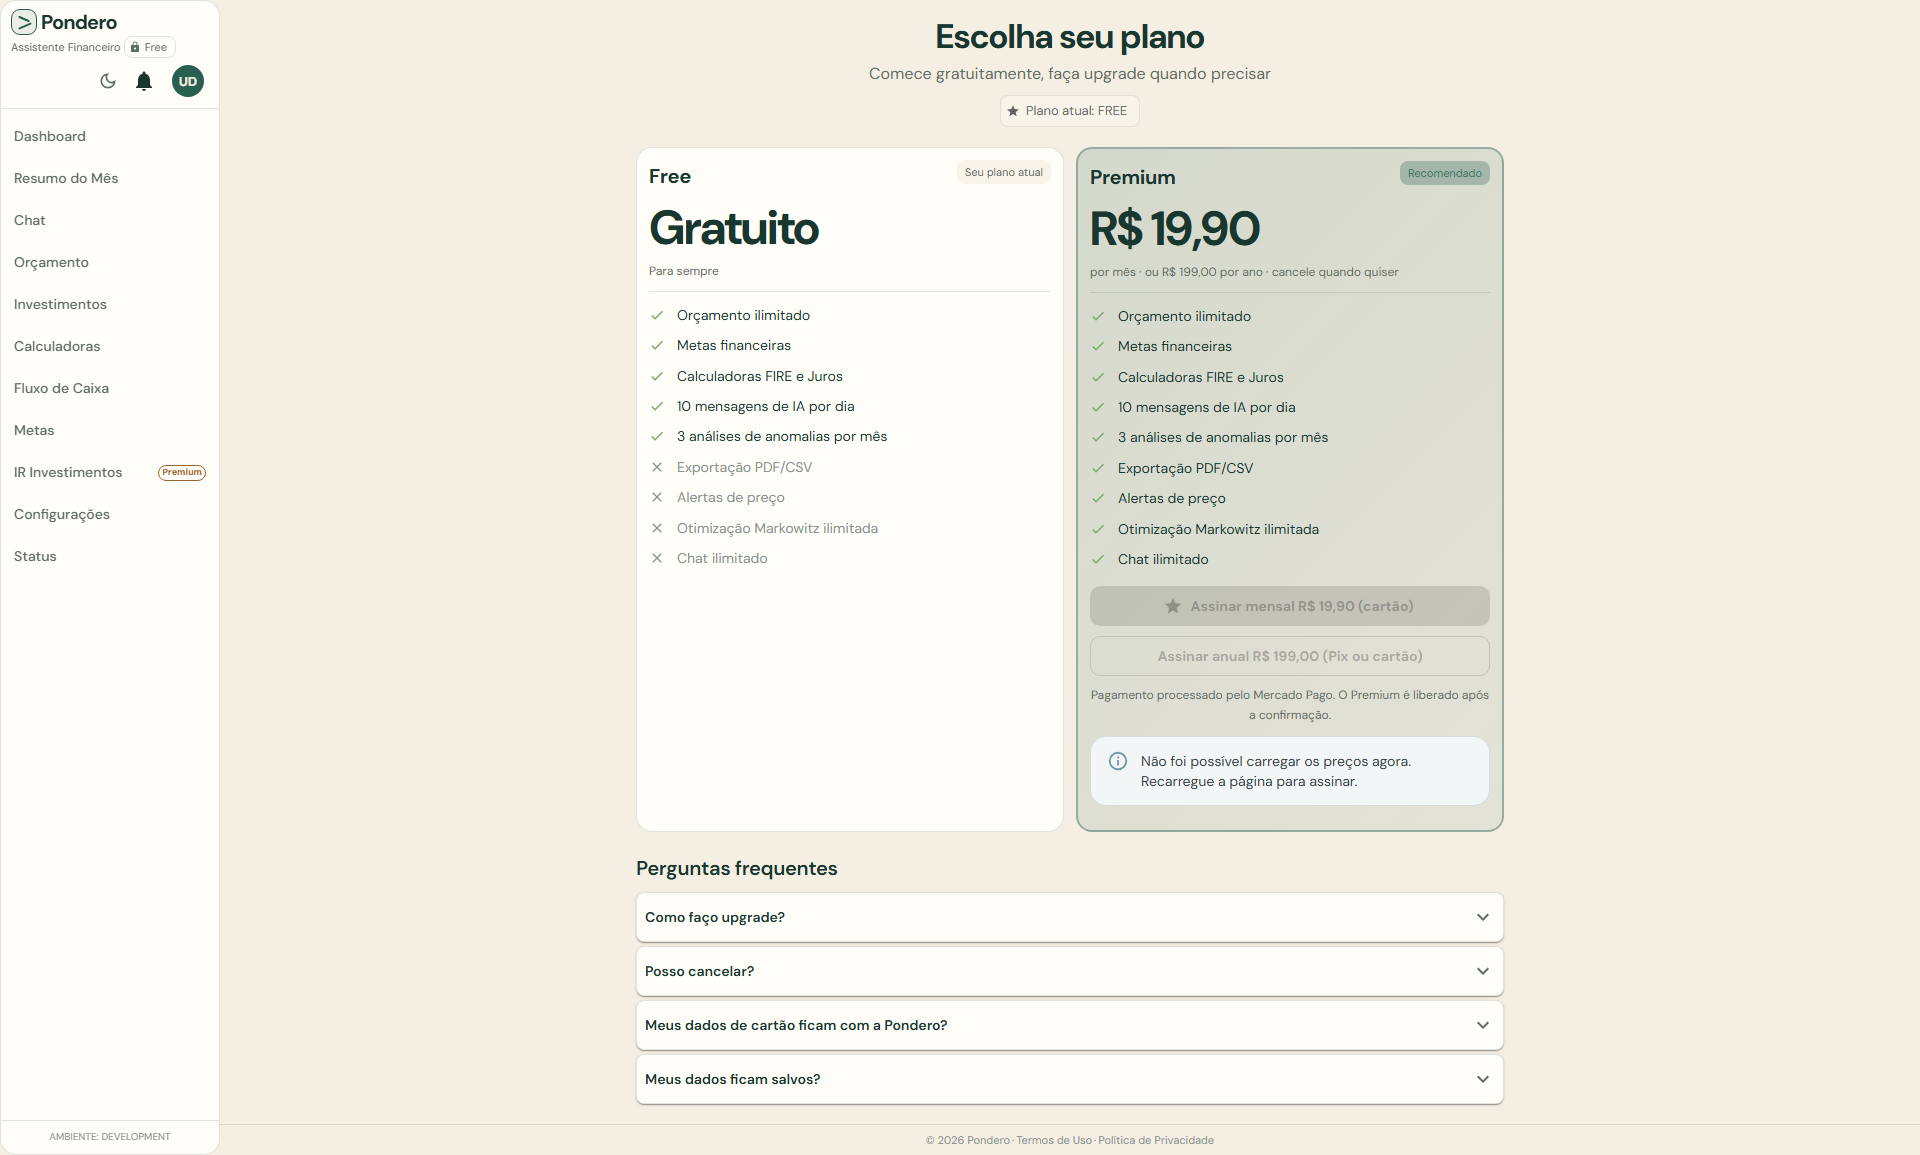 Pondero
Assistente Financeiro
Free
UD
Dashboard
Resumo do Mês
Chat
Orçamento
Investimentos
Calculadoras
Fluxo de Caixa
Metas
IR Investimentos
Premium
Configurações
Status
AMBIENTE: DEVELOPMENT
Escolha seu plano
Comece gratuitamente, faça upgrade quando precisar
Plano atual: FREE
Free
Seu plano atual
Gratuito
Para sempre
Orçamento ilimitado
Metas financeiras
Calculadoras FIRE e Juros
10 mensagens de IA por dia
3 análises de anomalias por mês
Exportação PDF/CSV
Alertas de preço
Otimização Markowitz ilimitada
Chat ilimitado
Premium
Recomendado
R$ 19,90
por mês · ou R$ 199,00 por ano · cancele quando quiser
Orçamento ilimitado
Metas financeiras
Calculadoras FIRE e Juros
10 mensagens de IA por dia
3 análises de anomalias por mês
Exportação PDF/CSV
Alertas de preço
Otimização Markowitz ilimitada
Chat ilimitado
Assinar mensal R$ 19,90 (cartão)
Assinar anual R$ 199,00 (Pix ou cartão)
Pagamento processado pelo Mercado Pago. O Premium é liberado após
a confirmação.
Não foi possível carregar os preços agora.
Recarregue a página para assinar.
Perguntas frequentes
Como faço upgrade?
Posso cancelar?
Meus dados de cartão ficam com a Pondero?
Meus dados ficam salvos?
© 2026 Pondero · Termos de Uso · Política de Privacidade